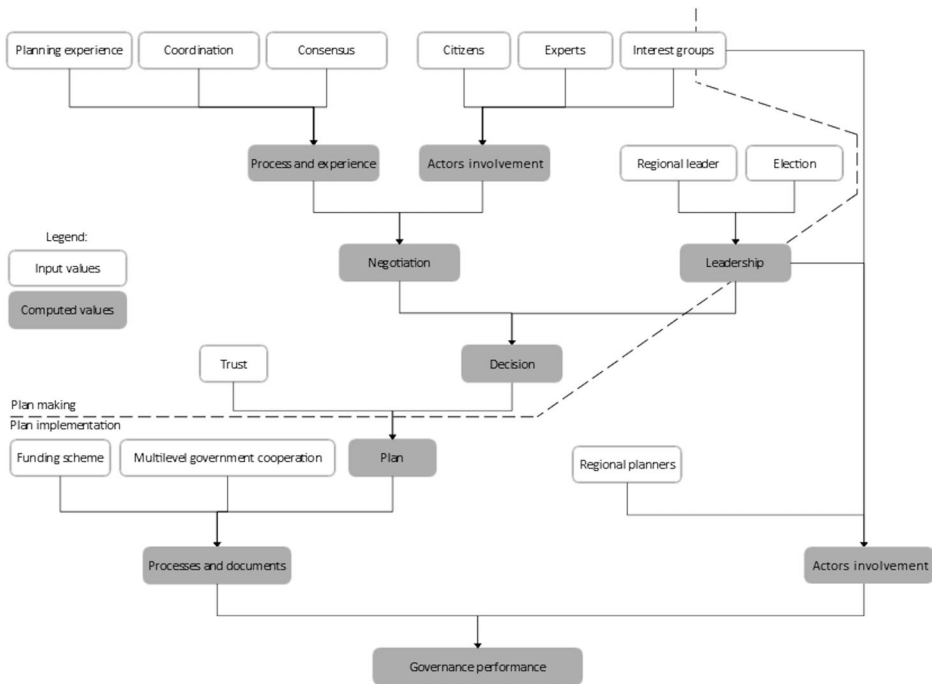 Planning experience
Coordination
Consensus
Citizens
Experts
Interest groups
Process and experience
Actors involvement
Regional leader
Election
Legend:
Input values
Computed values
Negotiation
Leadership
Trust
Decision
Plan making
Plan implementation
Funding scheme
Multilevel government cooperation
Plan
Regional planners
Processes and documents
Actors involvement
Governance performance